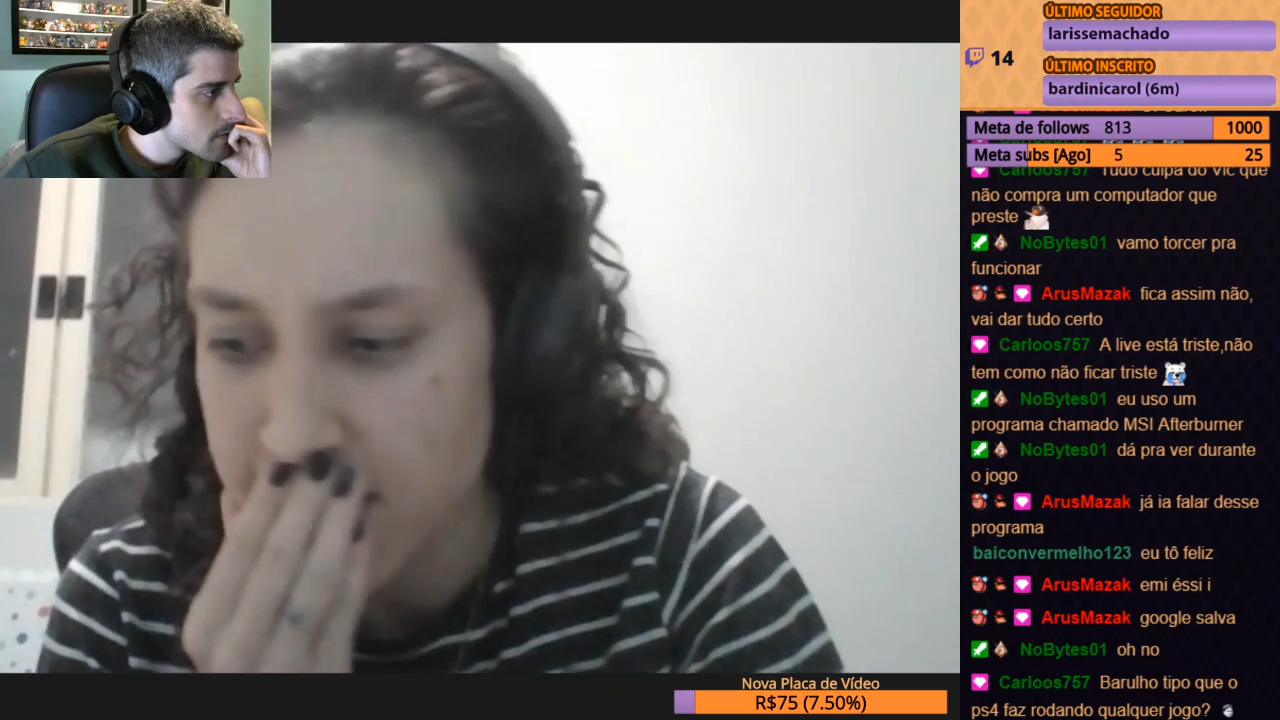 ÚLTIMO SEGUIDOR
larissemachado
14
ÚLTIMO INSCRITO
bardinicarol (6m)
Meta de follows 813 1000
Meta subs [Ago] 5 25
Carloos757 Tudo culpa do Vic que
não compra um computador que
preste
NoBytes01 vamo torcer pra
funcionar
ArusMazak fica assim não,
vai dar tudo certo
Carloos757 A live está triste,não
tem como não ficar triste
NoBytes01 eu uso um
programa chamado MSI Afterburner
NoBytes01 dá pra ver durante
o jogo
ArusMazak já ia falar desse
programa
baiconvermelho123 eu tô feliz
ArusMazak emi éssi i
ArusMazak google salva
NoBytes01 oh no
Carloos757 Barulho tipo que o
ps4 faz rodando qualquer jogo?
Nova Placa de Vídeo
R$75 (7.50%)